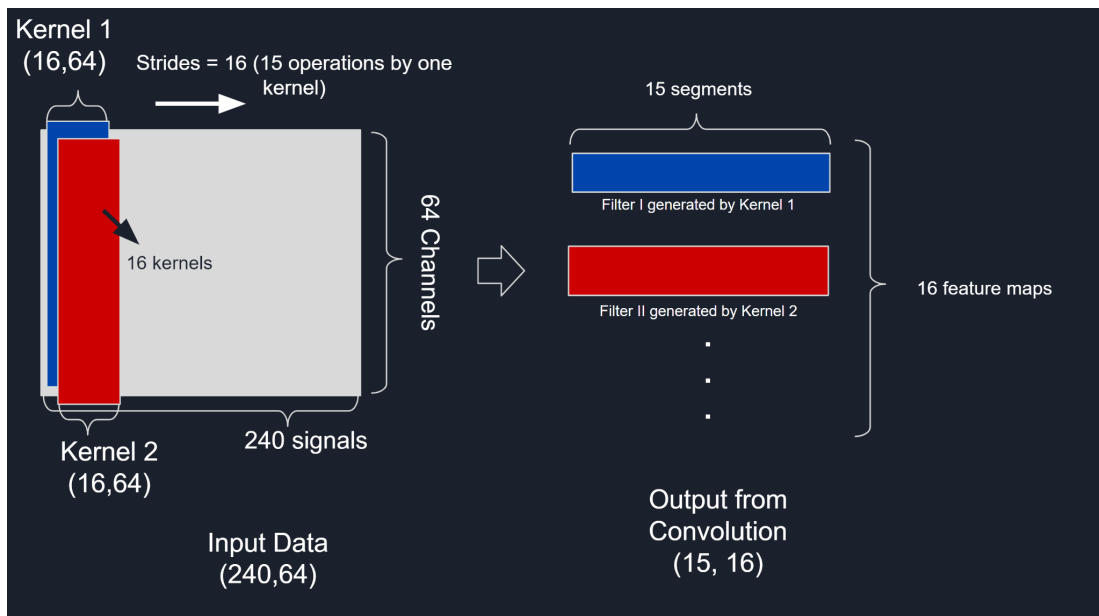 Kernel 1
(16,64)
Strides = 16 (15 operations by one
kernel)
16 kernels
64 Channels
240 signals
Kernel 2
(16,64)
Input Data
(240,64)
15 segments
Filter I generated by Kernel 1
Filter II generated by Kernel 2
.
.
.
16 feature maps
Output from
Convolution
(15, 16)